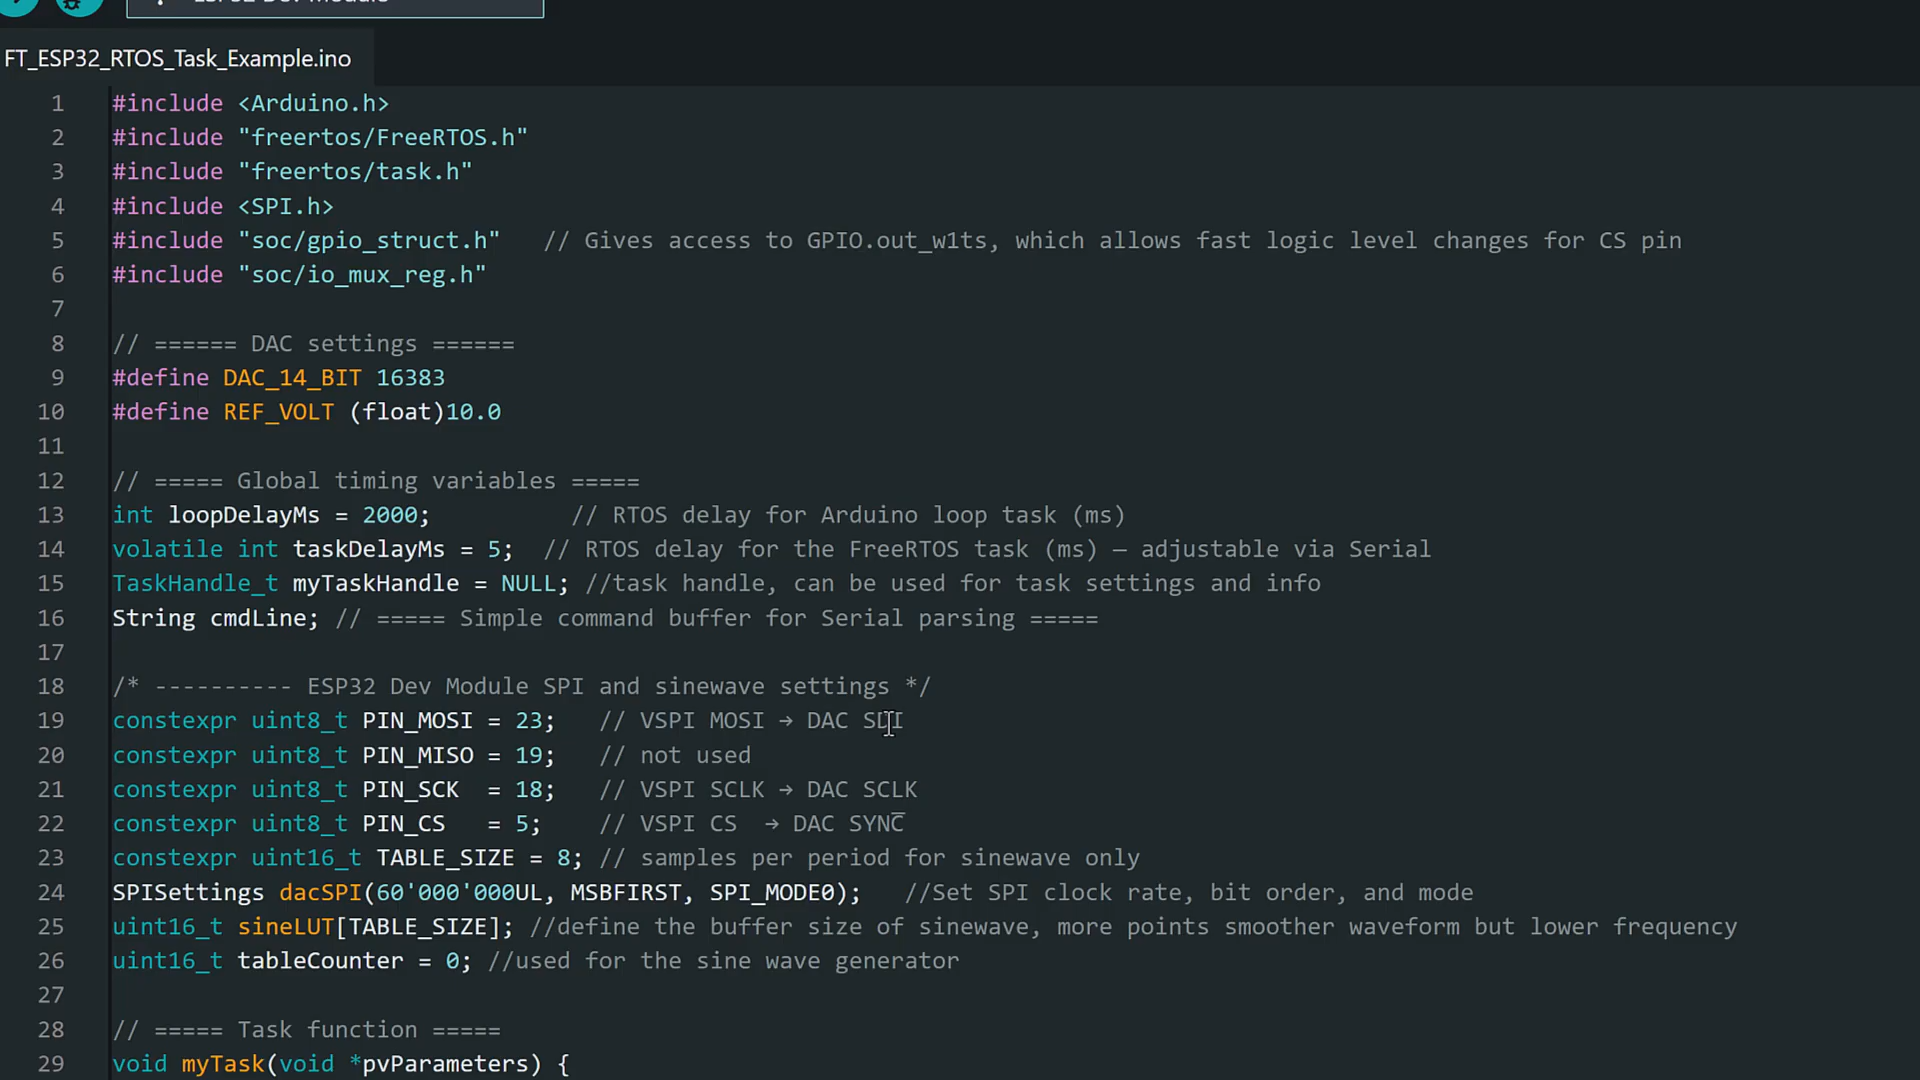 FT_ESP32_RTOS_Task_Example.ino
1 #include <Arduino.h>
2 #include "freertos/FreeRTOS.h"
3 #include "freertos/task.h"
4 #include <SPI.h>
5 #include "soc/gpio_struct.h"   // Gives access to GPIO.out_w1ts, which allows fast logic level changes for CS pin
6 #include "soc/io_mux_reg.h"
7
8 // ====== DAC settings ======
9 #define DAC_14_BIT 16383
10 #define REF_VOLT (float)10.0
11
12 // ===== Global timing variables =====
13 int loopDelayMs = 2000;          // RTOS delay for Arduino loop task (ms)
14 volatile int taskDelayMs = 5;  // RTOS delay for the FreeRTOS task (ms) – adjustable via Serial
15 TaskHandle_t myTaskHandle = NULL; //task handle, can be used for task settings and info
16 String cmdLine; // ===== Simple command buffer for Serial parsing =====
17
18 /* ---------- ESP32 Dev Module SPI and sinewave settings */
19 constexpr uint8_t PIN_MOSI = 23;   // VSPI MOSI → DAC SDI
20 constexpr uint8_t PIN_MISO = 19;   // not used
21 constexpr uint8_t PIN_SCK  = 18;   // VSPI SCLK → DAC SCLK
22 constexpr uint8_t PIN_CS   = 5;    // VSPI CS  → DAC SYNC̅
23 constexpr uint16_t TABLE_SIZE = 8; // samples per period for sinewave only
24 SPISettings dacSPI(60'000'000UL, MSBFIRST, SPI_MODE0);   //Set SPI clock rate, bit order, and mode
25 uint16_t sineLUT[TABLE_SIZE]; //define the buffer size of sinewave, more points smoother waveform but lower frequency
26 uint16_t tableCounter = 0; //used for the sine wave generator
27
28 // ===== Task function =====
29 void myTask(void *pvParameters) {